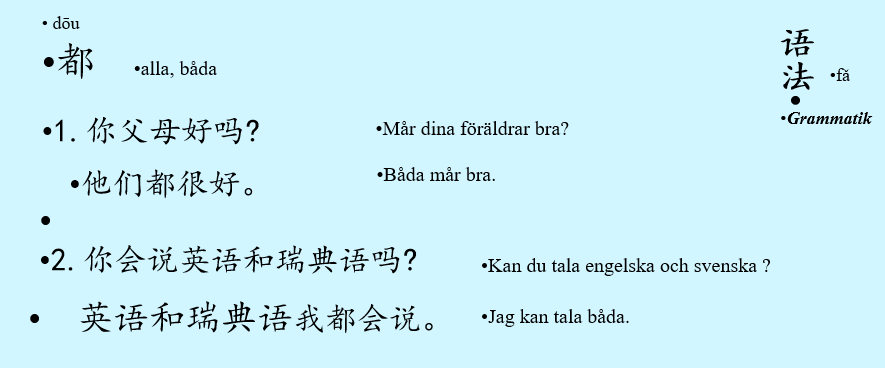 • dōu
•都
•alla, båda
语
法
•fǎ
•
•Grammatik
•1. 你父母好吗?
•Mår dina föräldrar bra?
•他们都很好。
•Båda mår bra.
•
•2. 你会说英语和瑞典语吗?
•Kan du tala engelska och svenska ?
• 英语和瑞典语我都会说。
•Jag kan tala båda.